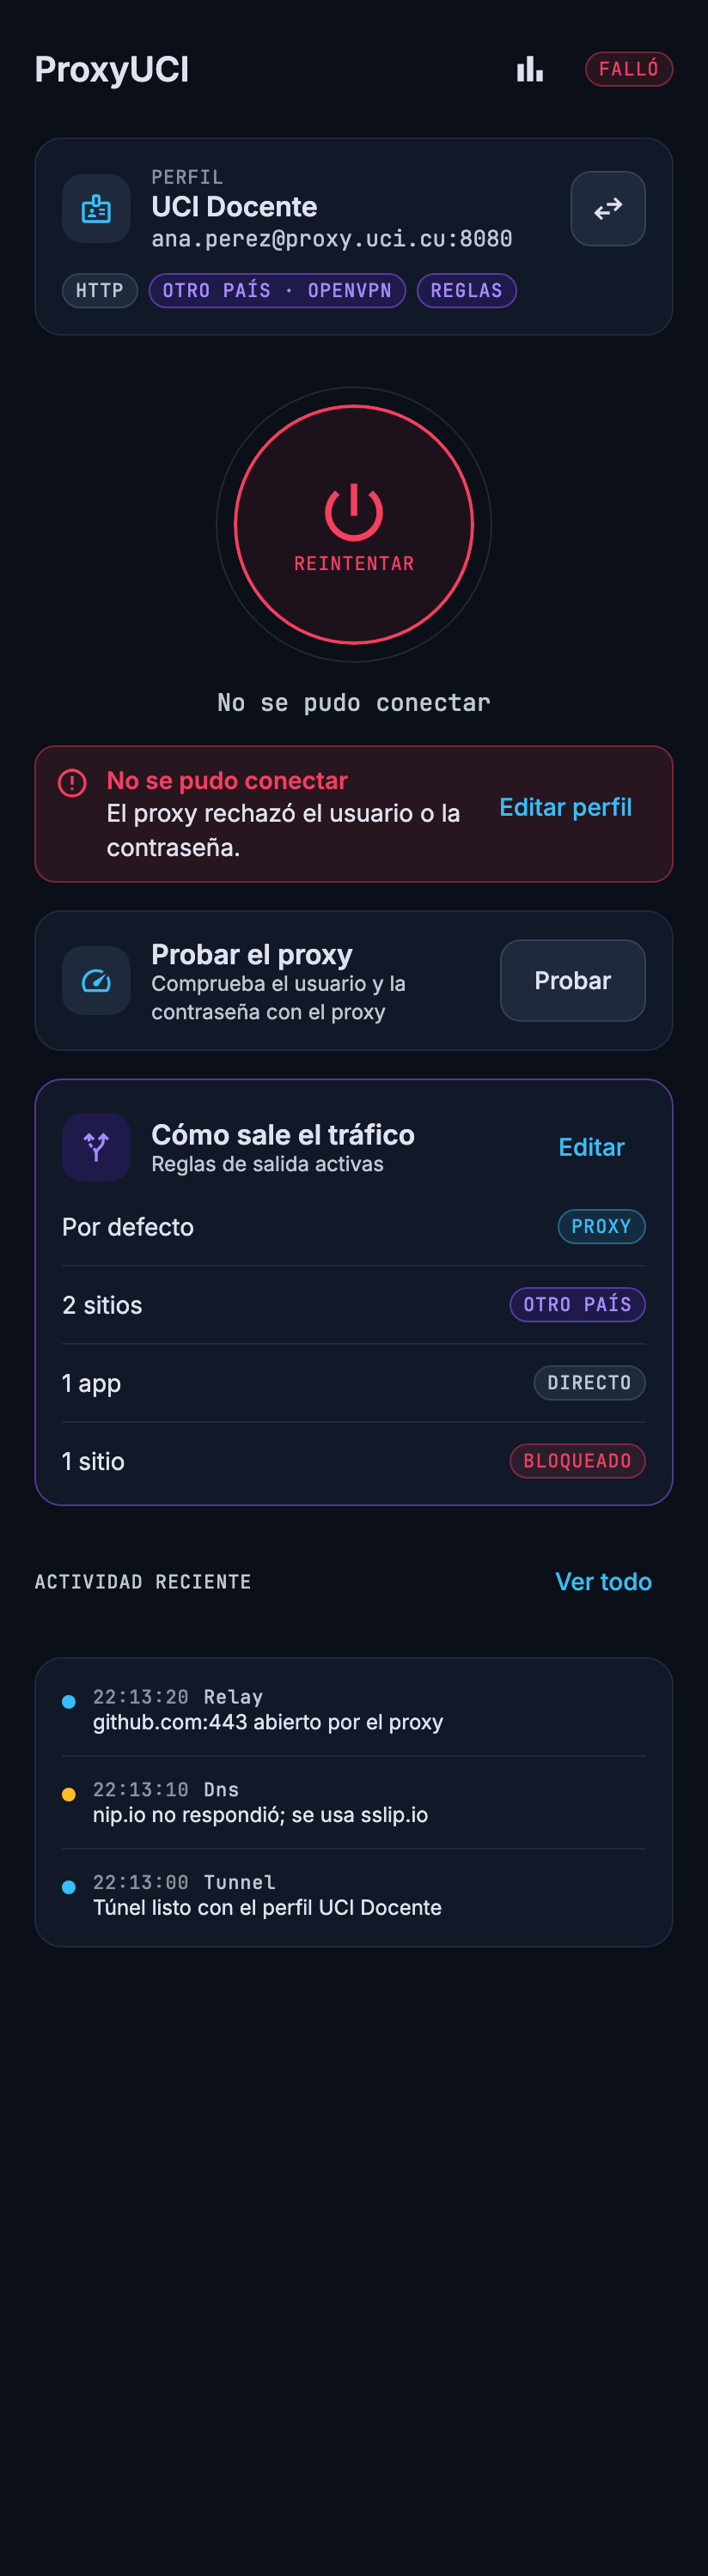 ProxyUCI
FALLÓ
PERFIL
UCI Docente
ana.perez@proxy.uci.cu:8080
HTTP
OTRO PAÍS · OPENVPN
REGLAS
REINTENTAR
No se pudo conectar
No se pudo conectar
El proxy rechazó el usuario o la
contraseña.
Editar perfil
Probar el proxy
Comprueba el usuario y la
contraseña con el proxy
Probar
Cómo sale el tráfico
Reglas de salida activas
Editar
Por defecto
PROXY
2 sitios
OTRO PAÍS
1 app
DIRECTO
1 sitio
BLOQUEADO
ACTIVIDAD RECIENTE
Ver todo
22:13:20 Relay
github.com:443 abierto por el proxy
22:13:10 Dns
nip.io no respondió; se usa sslip.io
22:13:00 Tunnel
Túnel listo con el perfil UCI Docente